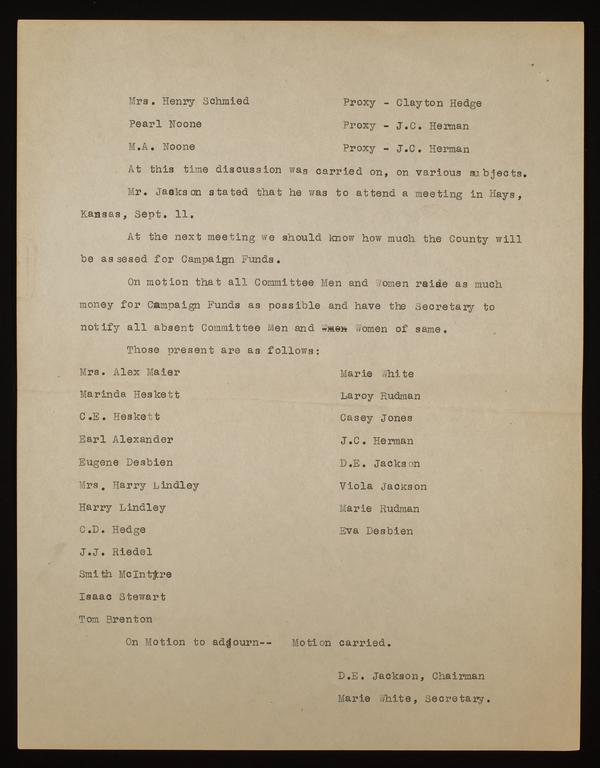 Mrs. Henry Schmied Proxy - Clayton Hedge
Pearl Noone Proxy - J.C. Herman
M.A. Noone Proxy - J.C. Herman
At this time discussion was carried on, on various subjects.
Mr. Jackson stated that he was to attend a meeting in Hays,
Kansas, Sept. 11.
At the next meeting we should know how much the County will
be assesed for Campaign Funds.
On motion that all Committee Men and Women raide as much
money for Campaign Funds as possible and have the Secretary to
notify all absent Committee Men and Women of same.
Those present are as follows:
Mrs. Alex Maier Marie White
Marinda Heskett Laroy Rudman
C.E. Heskett Casey Jones
Earl Alexander J.C. Herman
Eugene Desbien D.E. Jackson
Mrs. Harry Lindley Viola Jackson
Harry Lindley Marie Rudman
C.D. Hedge Eva Desbien
J.J. Riedel
Smith McIntyre
Isaac Stewart
Tom Brenton
On Motion to adjourn-- Motion carried.
D.E. Jackson, Chairman
Marie White, Secretary.